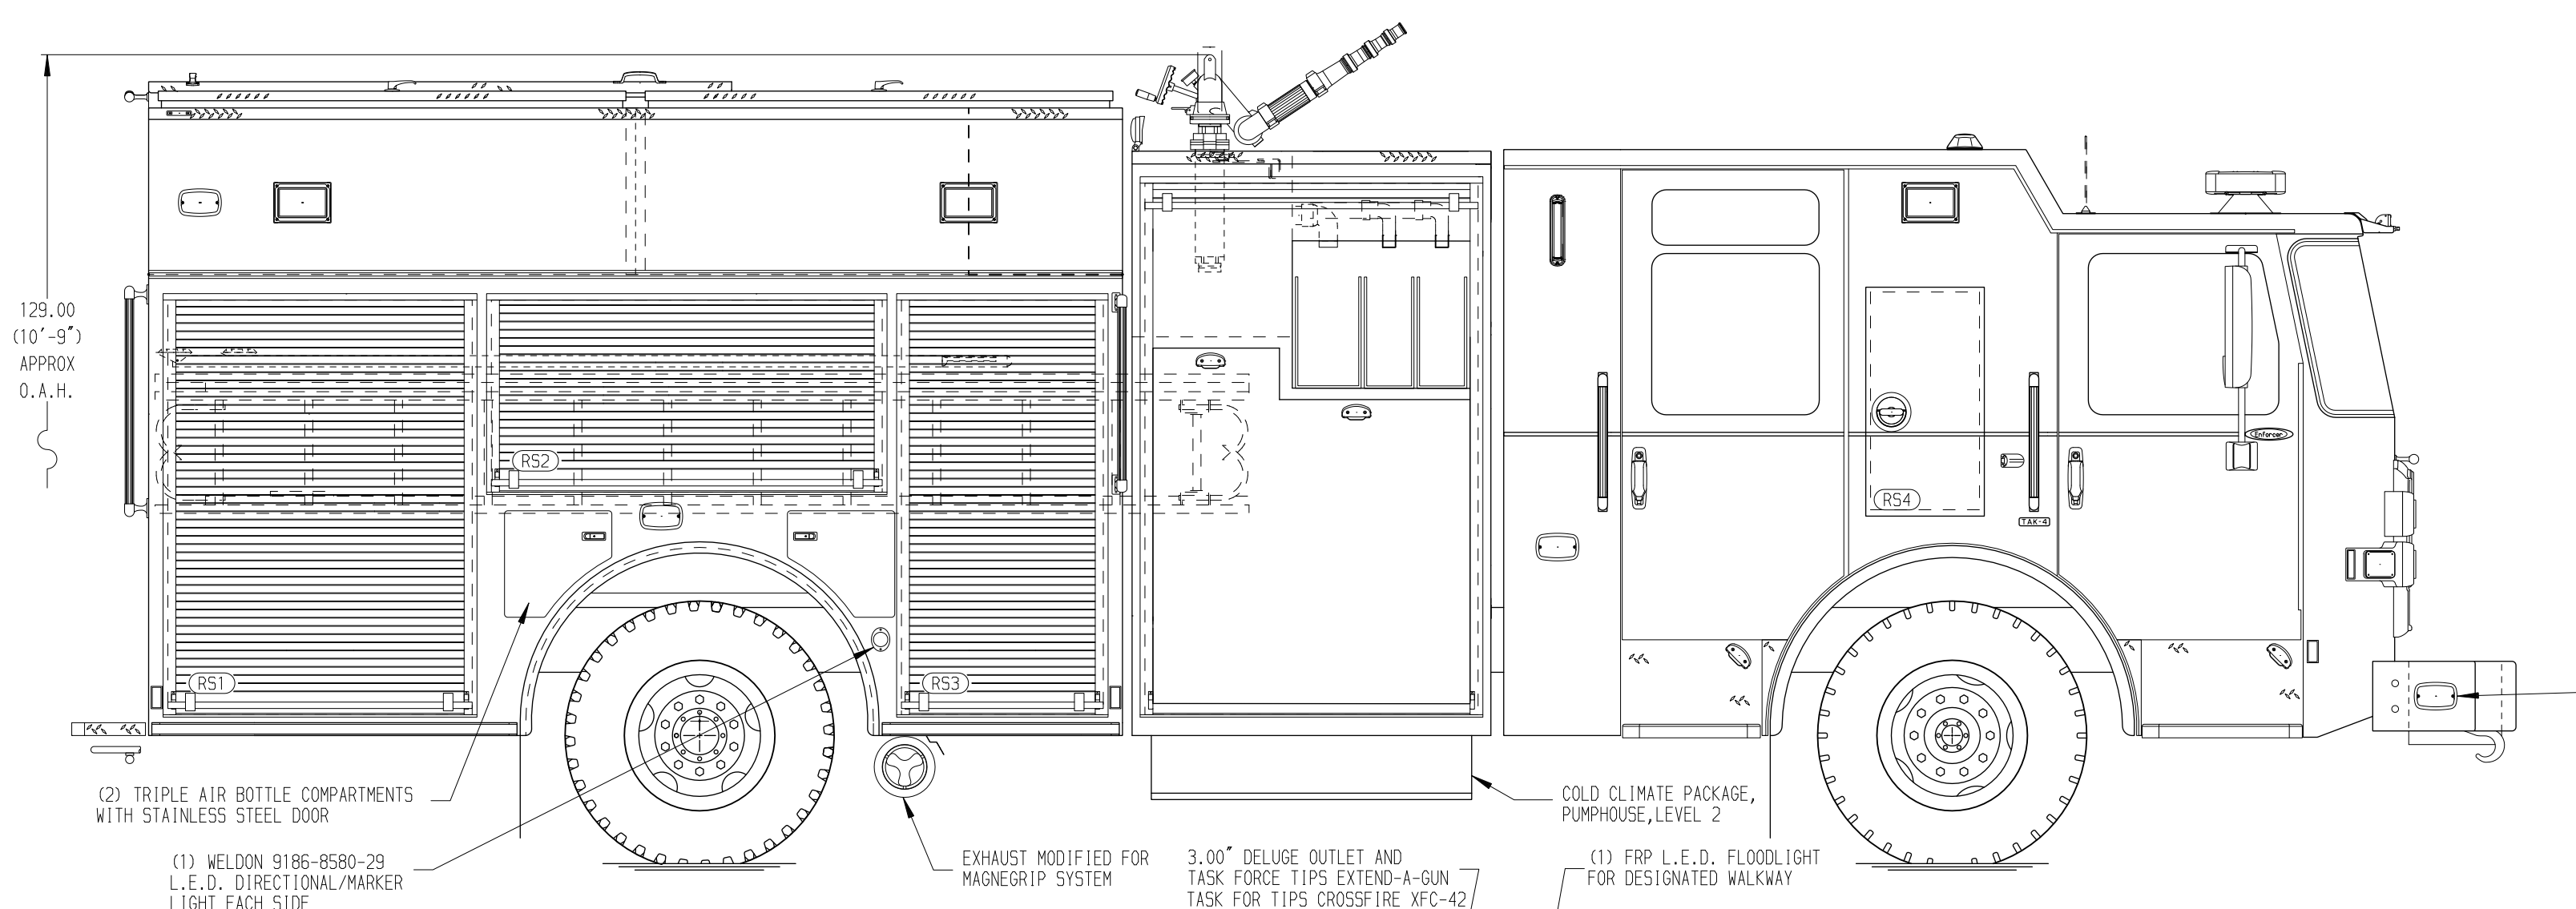 129.00
(10'-9")
APPROX
O.A.H.
RS1
RS2
RS3
RS4
Enforcer
TAK-4
(2) TRIPLE AIR BOTTLE COMPARTMENTS
WITH STAINLESS STEEL DOOR
(1) WELDON 9186-8580-29
L.E.D. DIRECTIONAL/MARKER
LIGHT EACH SIDE
EXHAUST MODIFIED FOR
MAGNEGRIP SYSTEM
3.00" DELUGE OUTLET AND
TASK FORCE TIPS EXTEND-A-GUN
TASK FOR TIPS CROSSFIRE XFC-42
COLD CLIMATE PACKAGE,
PUMPHOUSE,LEVEL 2
(1) FRP L.E.D. FLOODLIGHT
FOR DESIGNATED WALKWAY